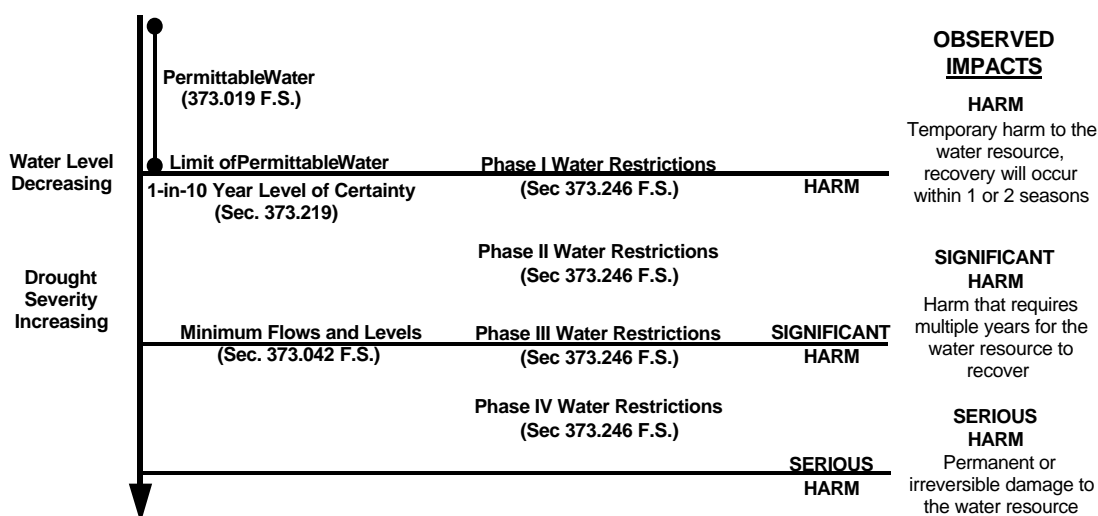 OBSERVED
IMPACTS
PermittableWater
(373.019 F.S.)
HARM
Temporary harm to the
water resource,
recovery will occur
within 1 or 2 seasons
Water Level
Decreasing
Limit ofPermittableWater
1-in-10 Year Level of Certainty
(Sec. 373.219)
Phase I Water Restrictions
(Sec 373.246 F.S.)
HARM
Phase II Water Restrictions
(Sec 373.246 F.S.)
Drought
Severity
Increasing
SIGNIFICANT
HARM
Harm that requires
multiple years for the
water resource to
recover
Minimum Flows and Levels
(Sec. 373.042 F.S.)
Phase III Water Restrictions
(Sec 373.246 F.S.)
SIGNIFICANT
HARM
Phase IV Water Restrictions
(Sec 373.246 F.S.)
SERIOUS
HARM
SERIOUS
HARM
Permanent or
irreversible damage to
the water resource